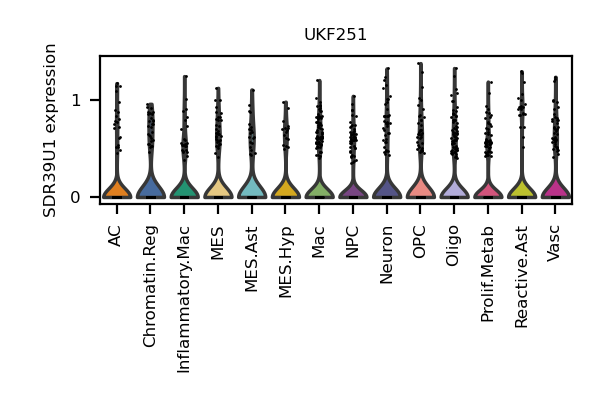 UKF251
SDR39U1 expression
1
0
AC
Chromatin.Reg
Inflammatory.Mac
MES
MES.Ast
MES.Hyp
Mac
NPC
Neuron
OPC
Oligo
Prolif.Metab
Reactive.Ast
Vasc